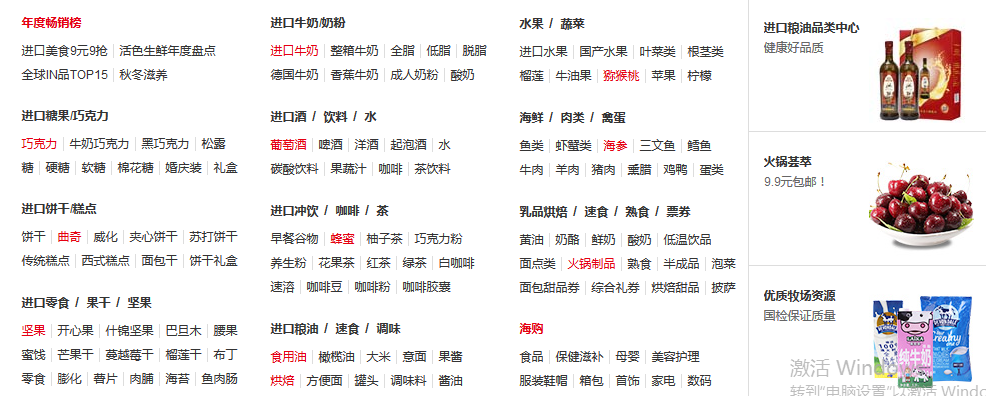 年度畅销榜
进口美食9元9抢 活色生鲜年度盘点
全球IN品TOP15 秋冬滋养
进口糖果/巧克力
巧克力 牛奶巧克力 黑巧克力 松露
糖 硬糖 软糖 棉花糖 婚庆装 礼盒
进口饼干/糕点
饼干 曲奇 威化 夹心饼干 苏打饼干
传统糕点 西式糕点 面包干 饼干礼盒
进口零食 / 果干 / 坚果
坚果 开心果 什锦坚果 巴旦木 腰果
蜜饯 芒果干 蔓越莓干 榴莲干 布丁
零食 膨化 薯片 肉脯 海苔 鱼肉肠
进口牛奶/奶粉
进口牛奶 整箱牛奶 全脂 低脂 脱脂
德国牛奶 香蕉牛奶 成人奶粉 酸奶
进口酒 / 饮料 / 水
葡萄酒 啤酒 洋酒 起泡酒 水
碳酸饮料 果蔬汁 咖啡 茶饮料
进口冲饮 / 咖啡 / 茶
早餐谷物 蜂蜜 柚子茶 巧克力粉
养生粉 花果茶 红茶 绿茶 白咖啡
速溶 咖啡豆 咖啡粉 咖啡胶囊
进口粮油 / 速食 / 调味
食用油 橄榄油 大米 意面 果酱
烘焙 方便面 罐头 调味料 酱油
水果 / 蔬菜
进口水果 国产水果 叶菜类 根茎类
榴莲 牛油果 猕猴桃 苹果 柠檬
海鲜 / 肉类 / 禽蛋
鱼类 虾蟹类 海参 三文鱼 鳕鱼
牛肉 羊肉 猪肉 熏腊 鸡鸭 蛋类
乳品烘焙 / 速食 / 熟食 / 票券
黄油 奶酪 鲜奶 酸奶 低温饮品
面点类 火锅制品 熟食 半成品 泡菜
面包甜品券 综合礼券 烘焙甜品 披萨
海购
食品 保健滋补 母婴 美容护理
服装鞋帽 箱包 首饰 家电 数码
进口粮油品类中心
健康好品质
火锅荟萃
9.9元包邮！
优质牧场资源
国检保证质量
纯牛奶
激活 Windows
转到"电脑设置"以激活 Windo